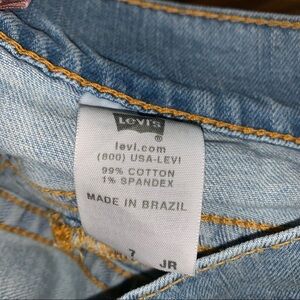 Levi's
®
levi.com
(800) USA-LEVI
99% COTTON
1% SPANDEX
MADE IN BRAZIL
7 JR